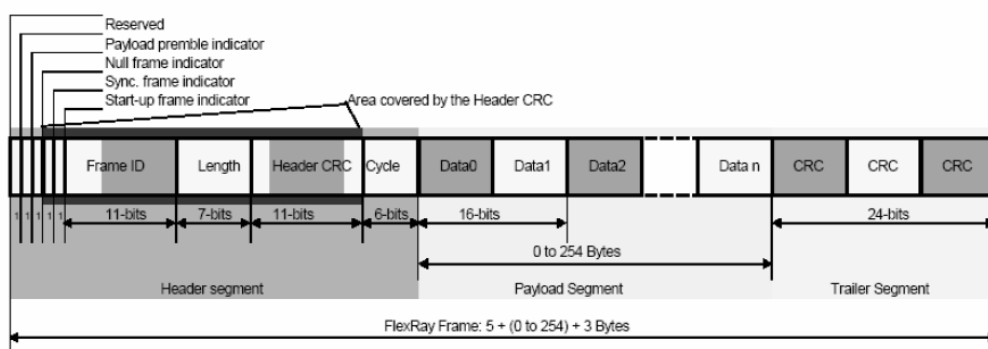 Reserved
Payload premble indicator
Null frame indicator
Sync. frame indicator
Start-up frame indicator
Area covered by the Header CRC
Frame ID Length Header CRC Cycle Data0 Data1 Data2 Data n CRC CRC CRC
1 1 1 1 1 11-bits 7-bits 11-bits 6-bits 16-bits 24-bits
0 to 254 Bytes
Header segment Payload Segment Trailer Segment
FlexRay Frame: 5 + (0 to 254) + 3 Bytes